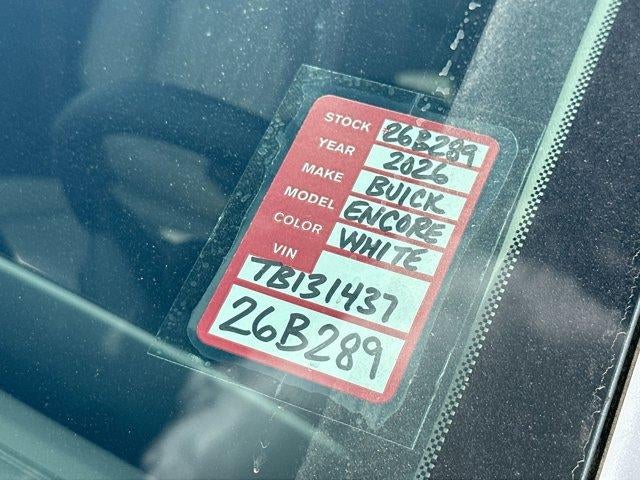 STOCK 26B289
YEAR 2026
MAKE BUICK
MODEL ENCORE
COLOR WHITE
VIN
TB131437
26B289